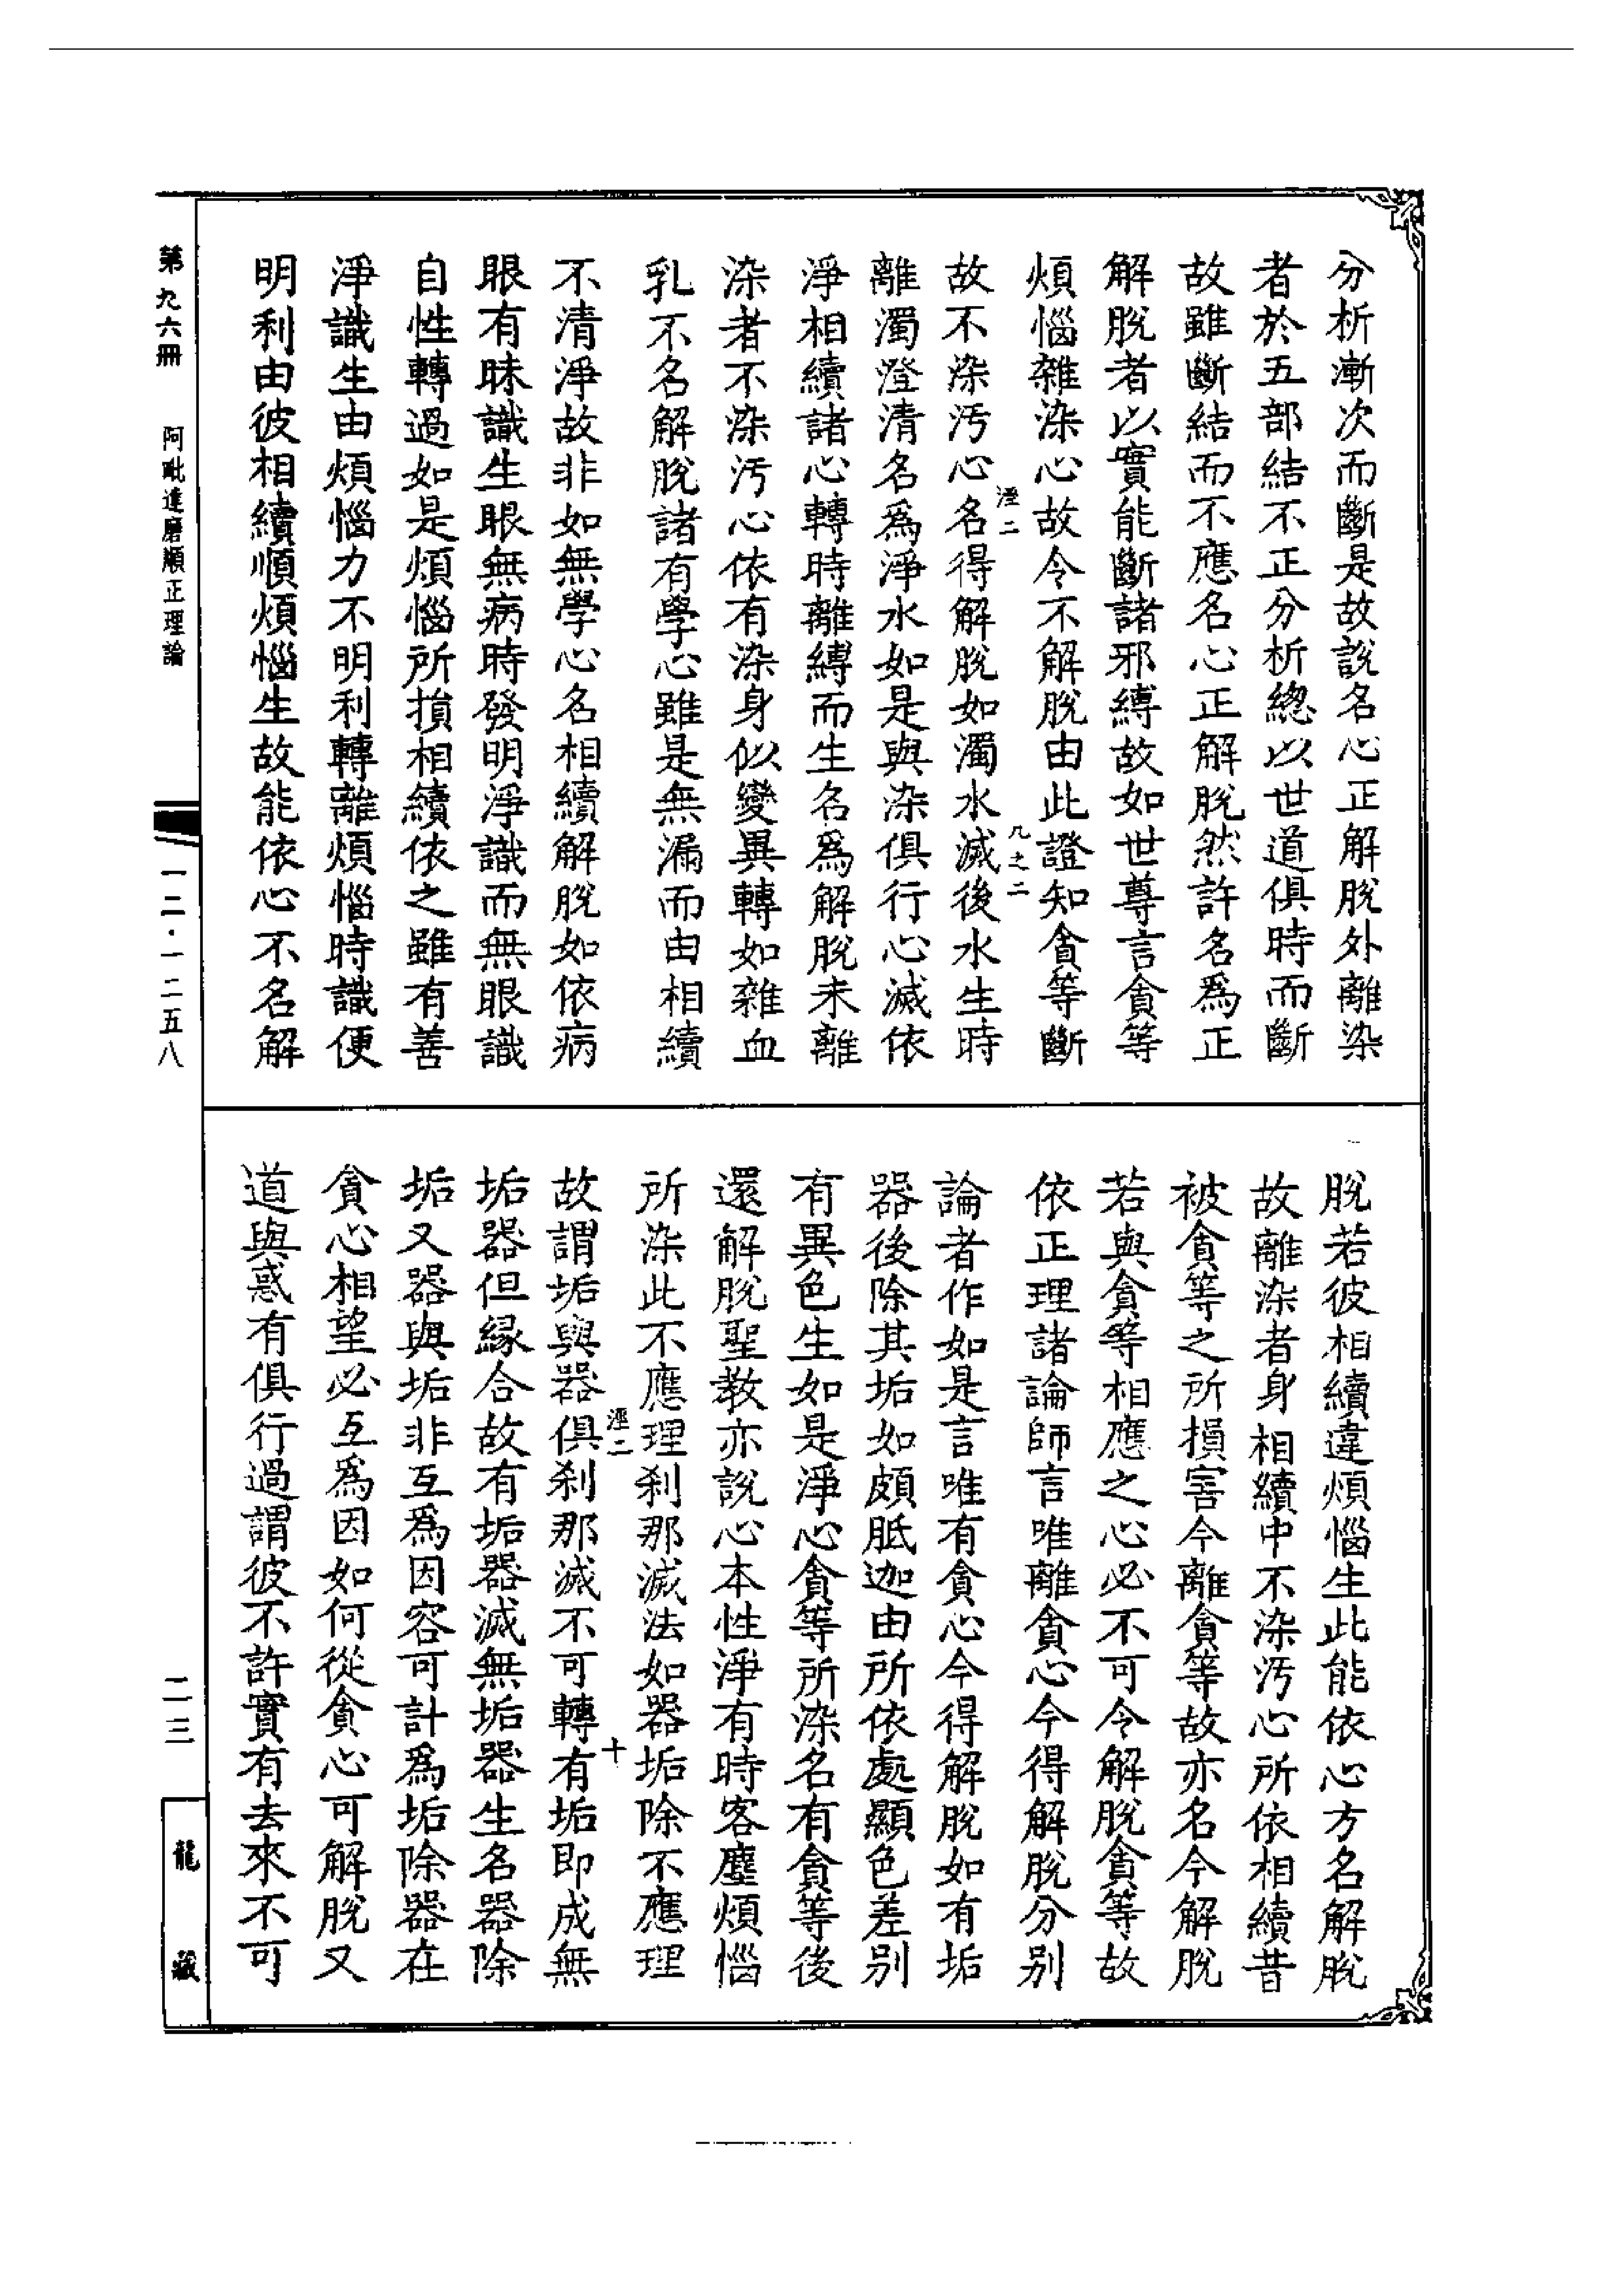 分析漸次而斷是故說名心正解脫外離染
者於五部結不正分析總以世道俱時而斷
故雖斷結而不應名心正解脫然許名爲正
解脫者以實能斷諸邪縛故如世尊言貪等
煩惱雜染心故令不解脫由此證知貪等斷
故不染汚心名得解脫如濁水滅後水生時
離濁澄清名爲淨水如是與染俱行心滅依
淨相續諸心轉時離縛而生名爲解脫未離
染者不染汚心依有染身似變異轉如雜血
乳不名解脫諸有學心雖是無漏而由相續
不清淨故非如無學心名相續解脫如依病
眼有昧識生眼無病時發明淨識而無眼識
自性轉過如是煩惱所損相續依之雖有善
淨識生由煩惱力不明利轉離煩惱時識便
明利由彼相續順煩惱生故能依心不名解
脫若彼相續違煩惱生此能依心方名解脫
故離染者身相續中不染汚心所依相續昔
被貪等之所損害今離貪等故亦名今解脫
若與貪等相應之心必不可令解脫貪等故
依正理諸論師言唯離貪心今得解脫分别
論者作如是言唯有貪心今得解脫如有垢
器後除其垢如頗胝迦由所依處顯色差别
有異色生如是淨心貪等所染名有貪等後
還解脫聖教亦說心本性淨有時客塵煩惱
所染此不應理刹那滅法如器垢除不應理
故謂垢與器俱刹那滅不可轉有垢即成無
垢器但緣合故有垢器滅無垢器生名器除
垢又器與垢非互爲因容可計爲垢除器在
貪心相望必互爲因如何從貪心可解脫又
道與惑有俱行過謂彼不許實有去來不可
涇二
九之二
涇二
十
第九六冊
阿毗達磨順正理論
一二·一二五八
二三
龍藏